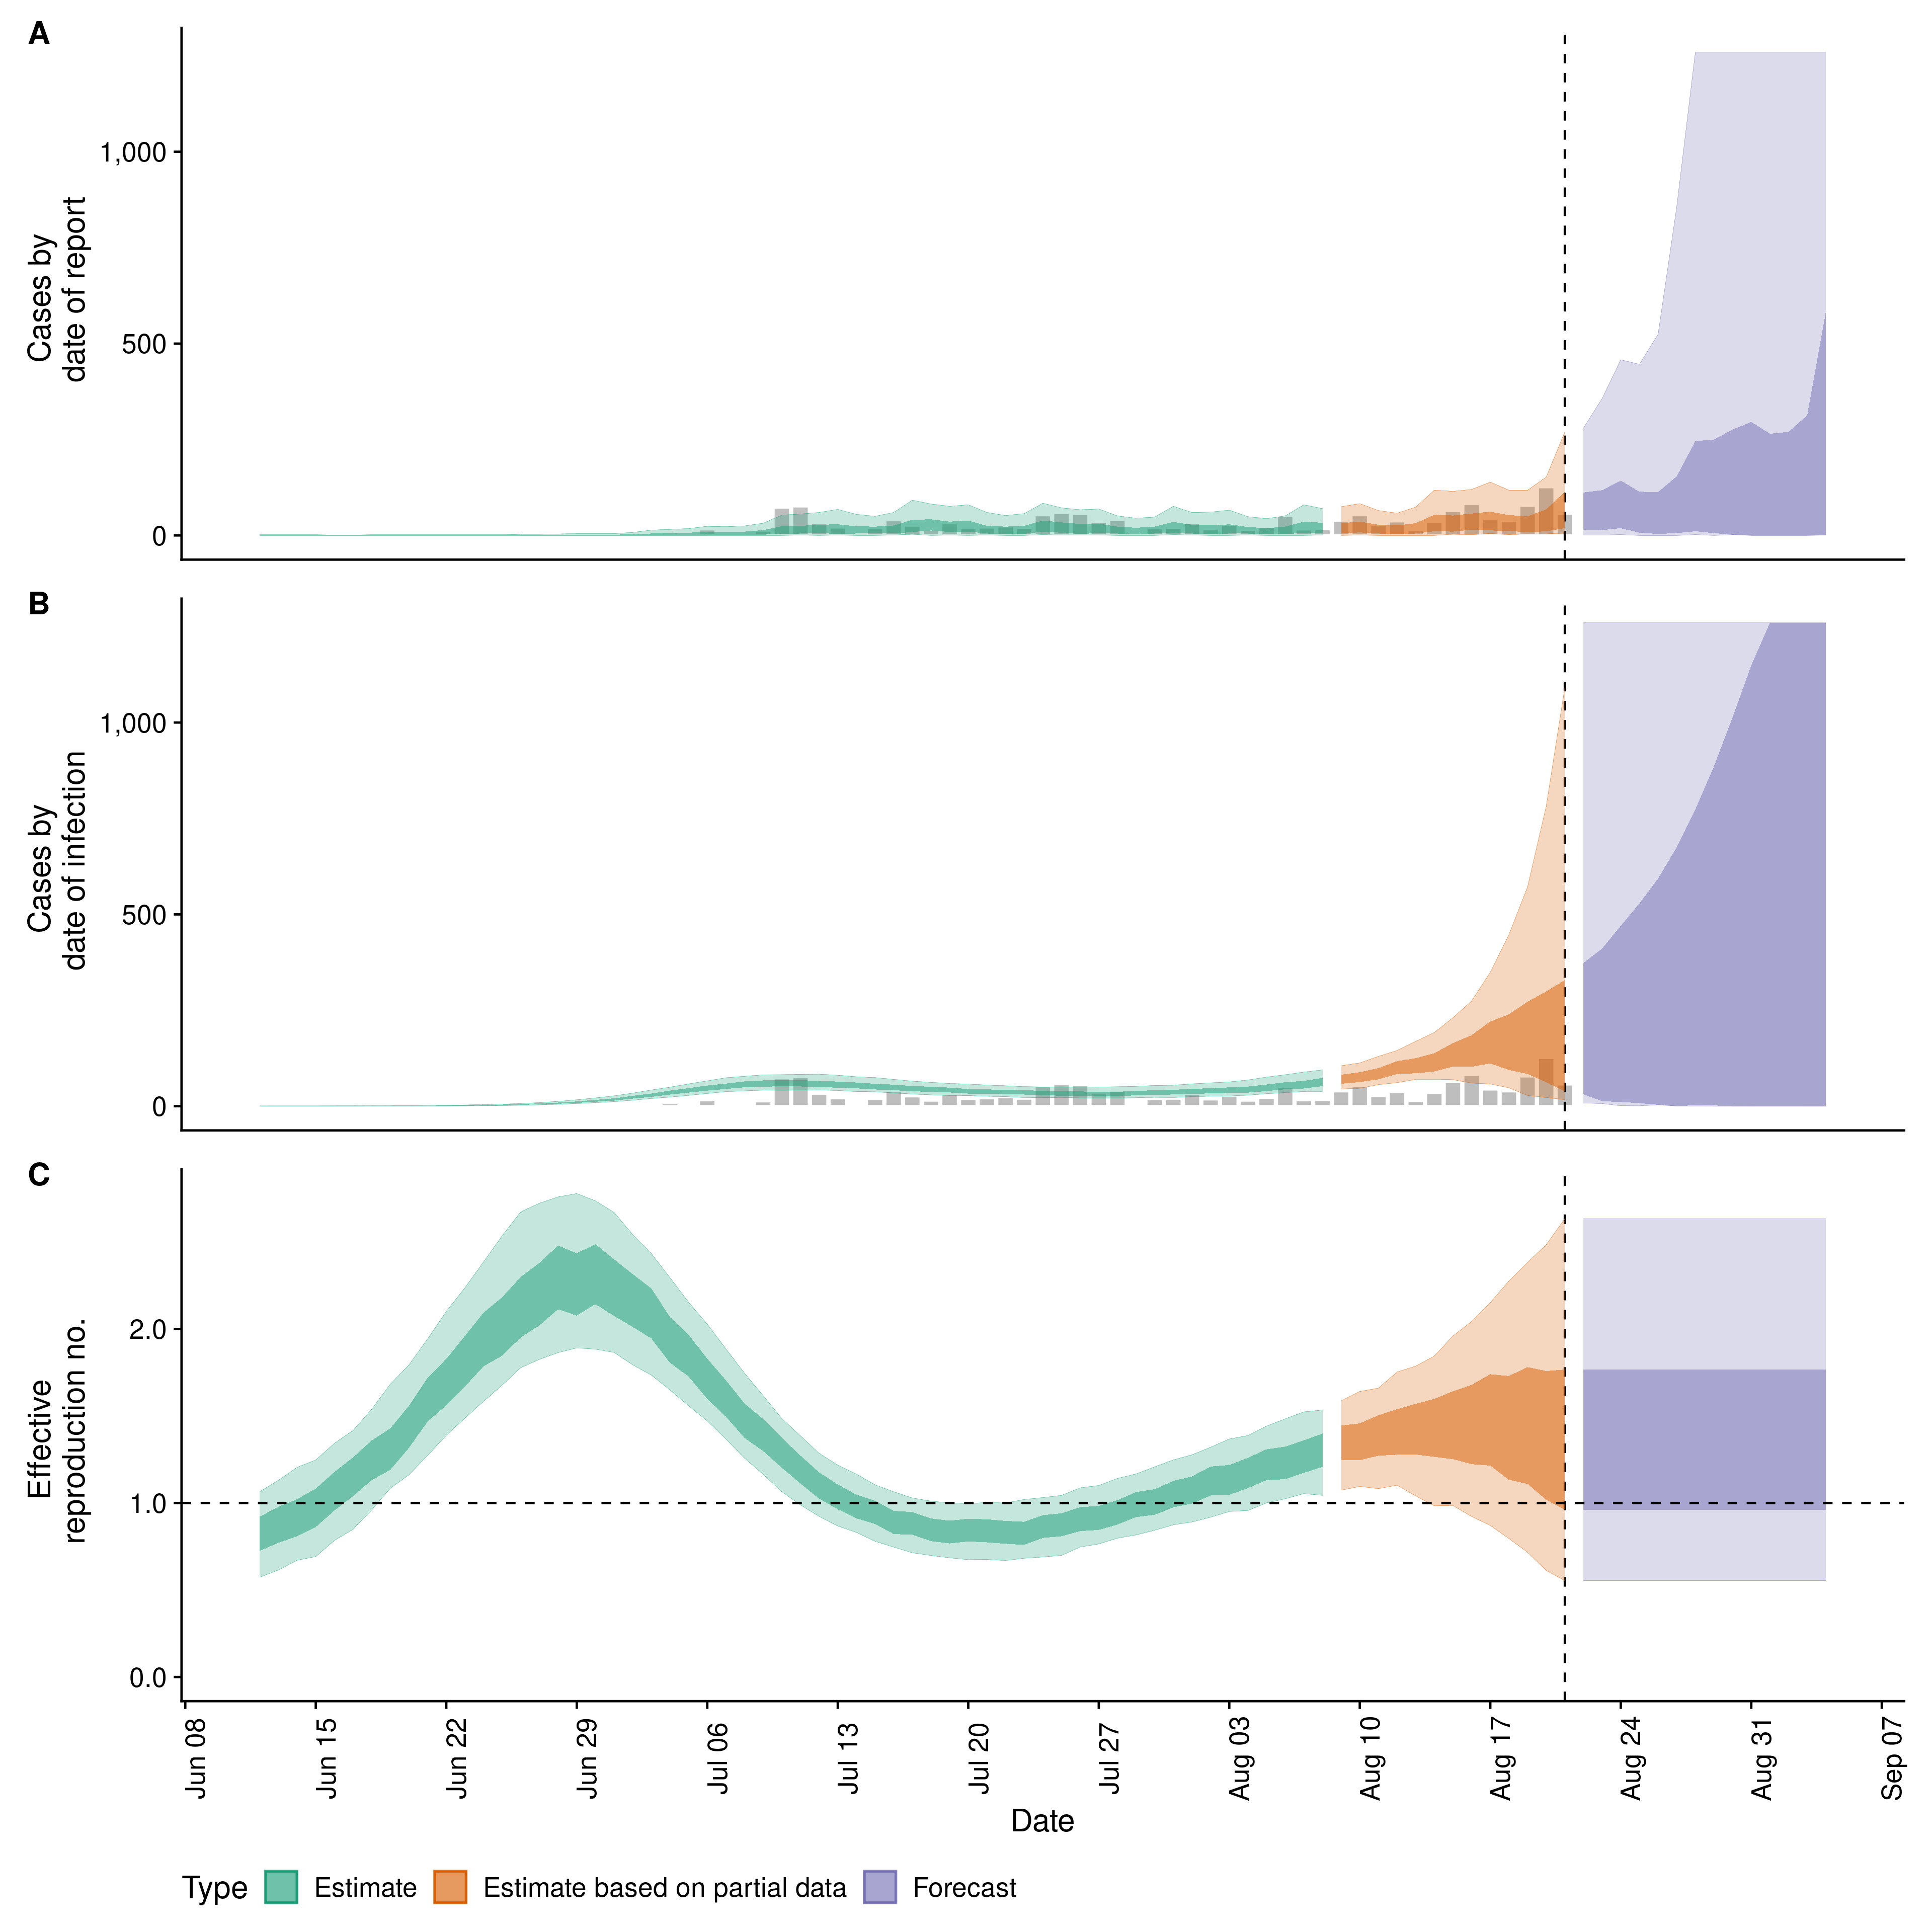 A
Cases by
date of report
1,000
500
0
B
Cases by
date of infection
1,000
500
0
C
Effective
reproduction no.
2.0
1.0
0.0
Jun 08
Jun 15
Jun 22
Jun 29
Jul 06
Jul 13
Jul 20
Jul 27
Aug 03
Aug 10
Aug 17
Aug 24
Aug 31
Sep 07
Date
Type Estimate Estimate based on partial data Forecast